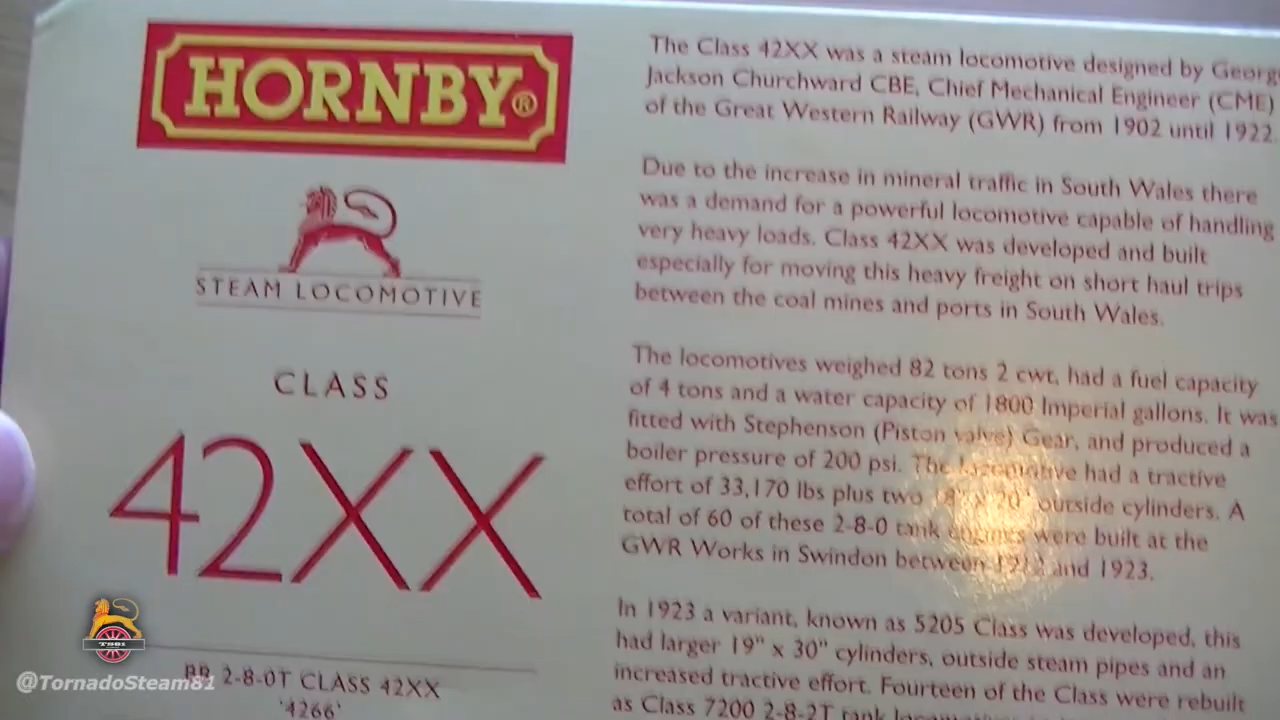 HORNBY®
STEAM LOCOMOTIVE
CLASS
42XX
BR 2-8-0T CLASS 42XX
'4266'
The Class 42XX was a steam locomotive designed by Georg
Jackson Churchward CBE, Chief Mechanical Engineer (CME)
of the Great Western Railway (GWR) from 1902 until 1922.
Due to the increase in mineral traffic in South Wales there
was a demand for a powerful locomotive capable of handling
very heavy loads. Class 42XX was developed and built
especially for moving this heavy freight on short haul trips
between the coal mines and ports in South Wales.
The locomotives weighed 82 tons 2 cwt, had a fuel capacity
of 4 tons and a water capacity of 1800 Imperial gallons. It was
fitted with Stephenson (Piston valve) Gear, and produced a
boiler pressure of 200 psi. The locomotive had a tractive
effort of 33,170 lbs plus two outside cylinders. A
total of 60 of these 2-8-0 tank engines were built at the
GWR Works in Swindon between and 1923.
In 1923 a variant, known as 5205 Class was developed, this
had larger 19" x 30" cylinders, outside steam pipes and an
increased tractive effort. Fourteen of the Class were rebuilt
as Class 7200 2-8-2T tank
TS81
@TornadoSteam81